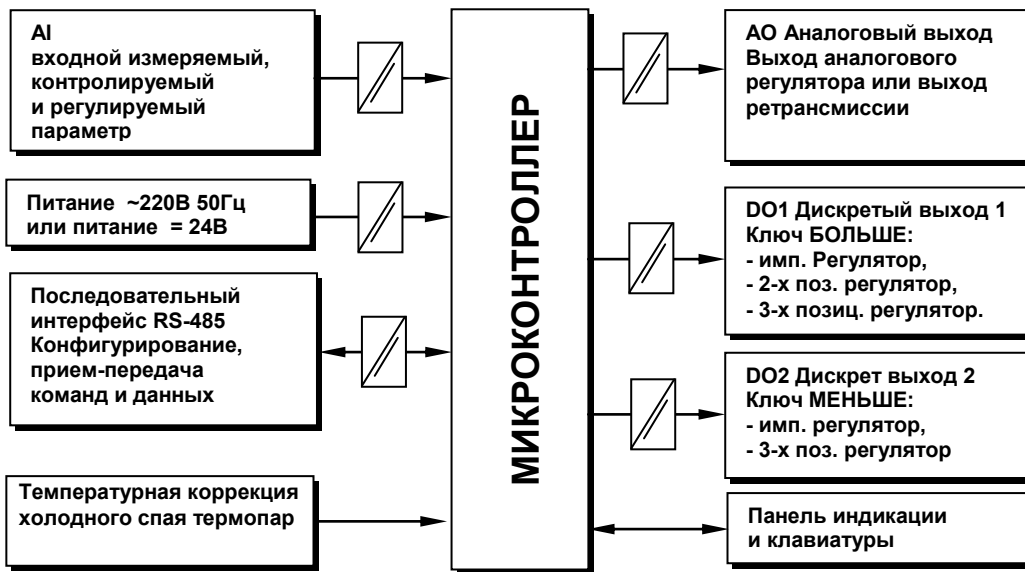 AI
входной измеряемый,
контролируемый
и регулируемый
параметр
Питание ~220В 50Гц
или питание = 24В
Последовательный
интерфейс RS-485
Конфигурирование,
прием-передача
команд и данных
Температурная коррекция
холодного спая термопар
МИКРОКОНТРОЛЛЕР
АО Аналоговый выход
Выход аналогового
регулятора или выход
ретрансмиссии
DO1 Дискретый выход 1
Ключ БОЛЬШЕ:
- имп. Регулятор,
- 2-х поз. регулятор,
- 3-х позиц. регулятор.
DO2 Дискрет выход 2
Ключ МЕНЬШЕ:
- имп. регулятор,
- 3-х поз. регулятор
Панель индикации
и клавиатуры